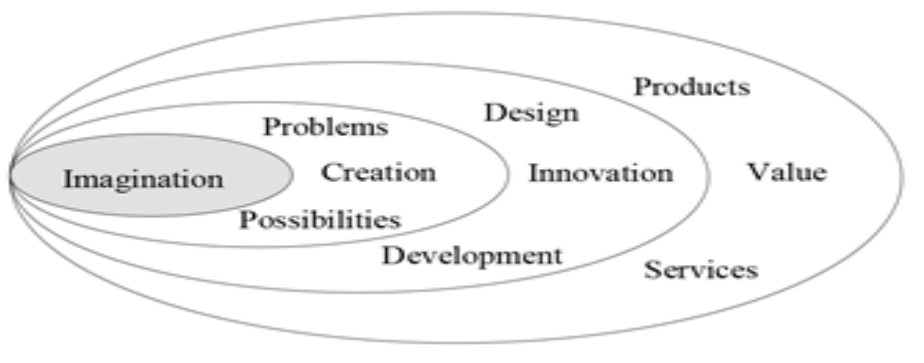 Products
Design
Problems
Imagination
Creation
Innovation
Value
Possibilities
Development
Services